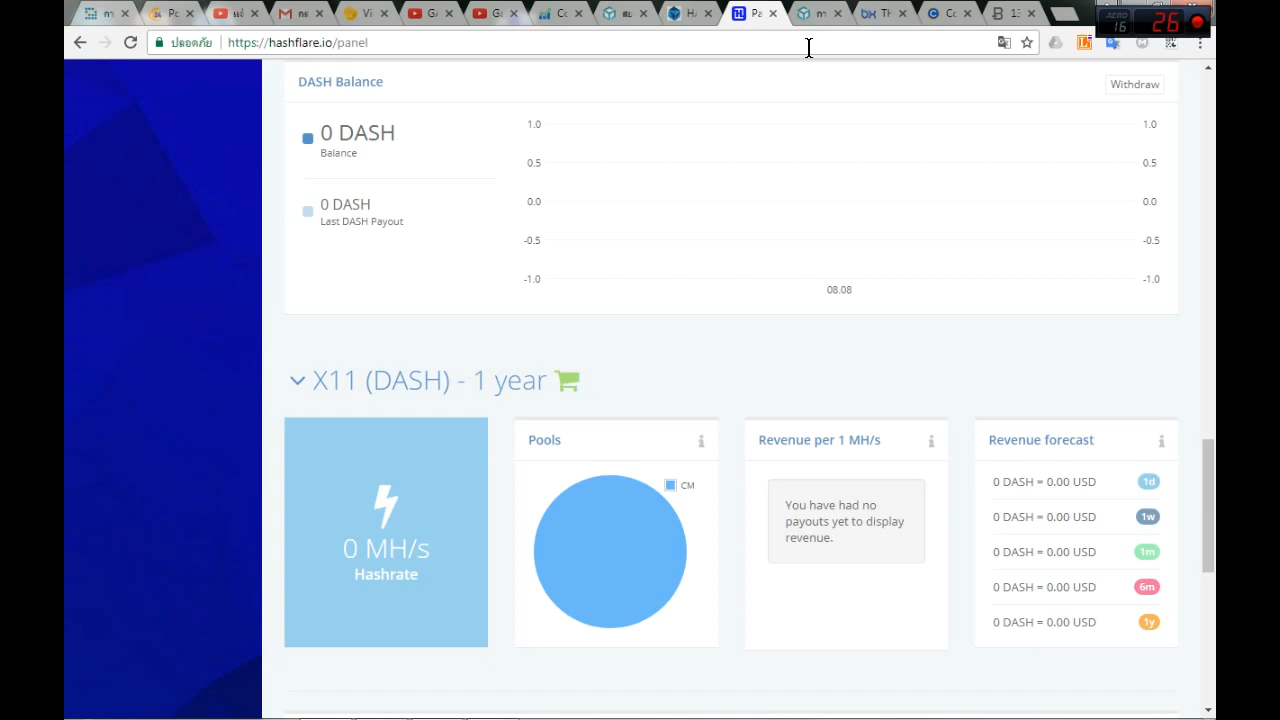 16
26
ปลอดภัย https://hashflare.io/panel
DASH Balance
Withdraw
0 DASH
Balance
0 DASH
Last DASH Payout
1.0 1.0
0.5 0.5
0.0 0.0
-0.5 -0.5
-1.0 -1.0
08.08
X11 (DASH) - 1 year
0 MH/s
Hashrate
Pools
CM
Revenue per 1 MH/s
You have had no
payouts yet to display
revenue.
Revenue forecast
0 DASH = 0.00 USD 1d
0 DASH = 0.00 USD 1w
0 DASH = 0.00 USD 1m
0 DASH = 0.00 USD 6m
0 DASH = 0.00 USD 1y